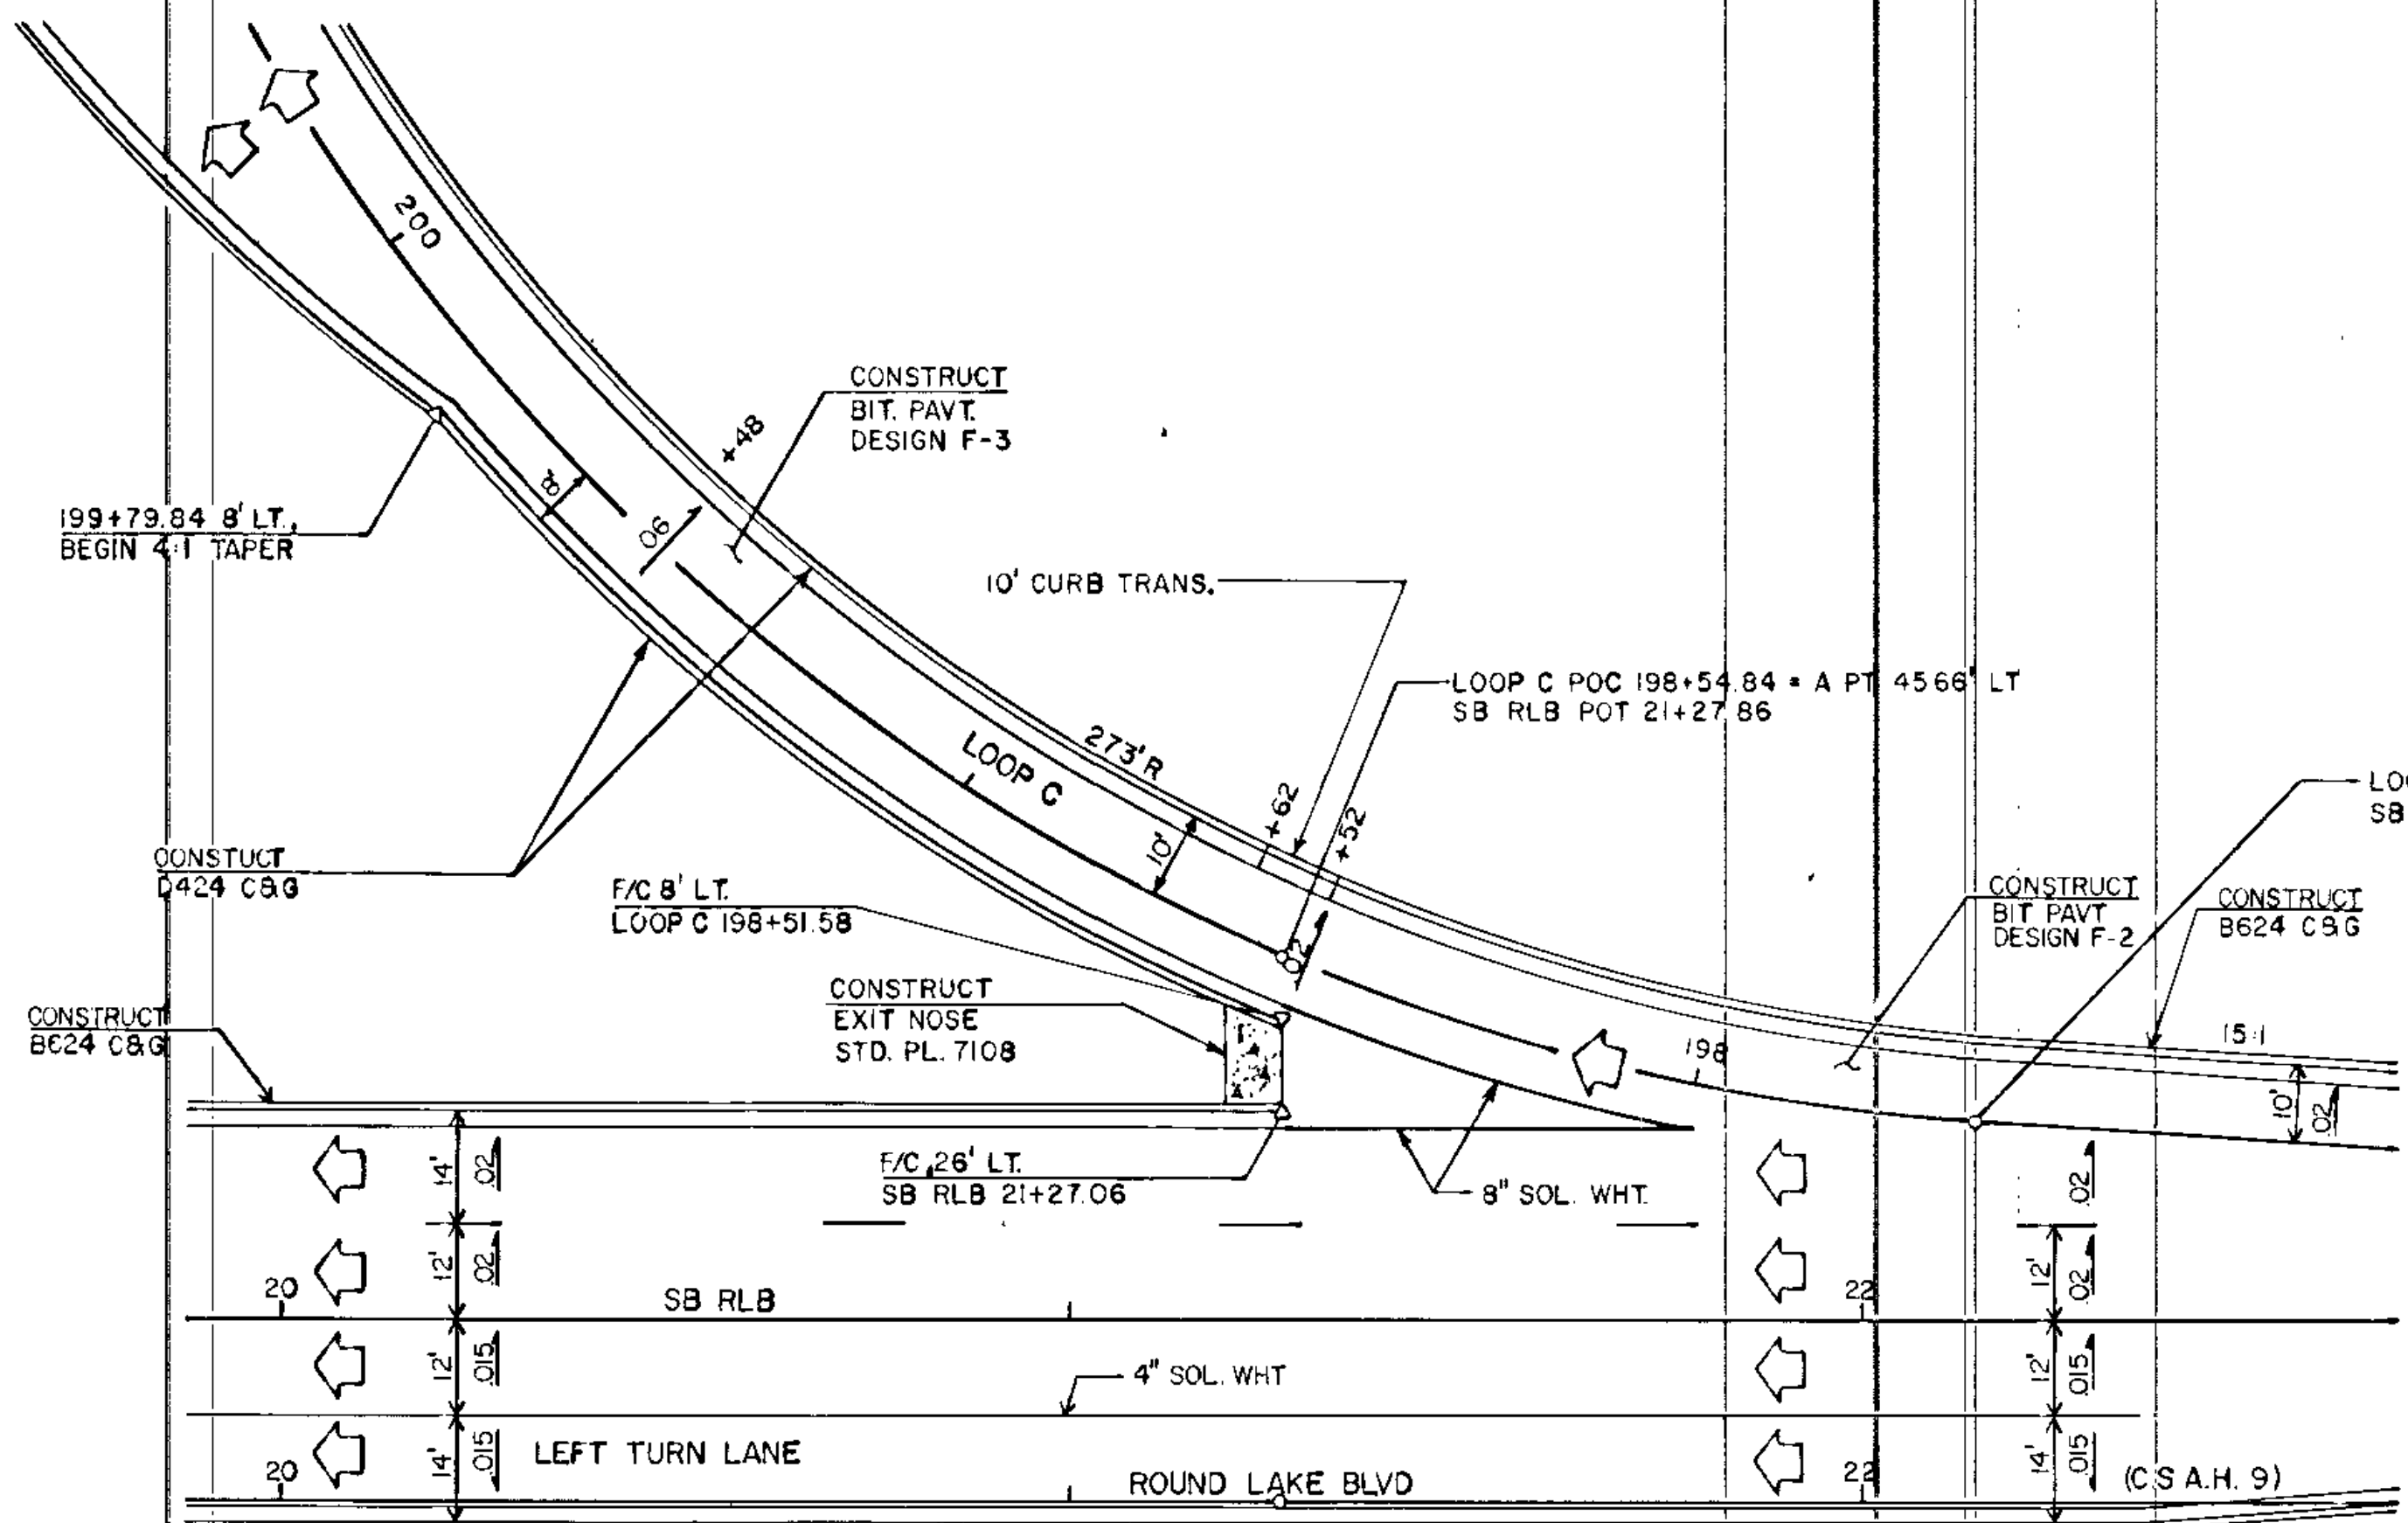 200
CONSTRUCT
BIT. PAVT.
DESIGN F-3
+48
8'
.06
199+79.84 8' LT.,
BEGIN 4:1 TAPER
10' CURB TRANS.
LOOP C POC 198+54.84 = A PT 45.66' LT
SB RLB POT 21+27.86
273' R
LOOP C
+62
+52
10'
LO
SB
CONSTUCT
D424 C&G
F/C 8' LT.
LOOP C 198+51.58
.02
CONSTRUCT
BIT PAVT
DESIGN F-2
CONSTRUCT
B624 C&G
CONSTRUCT
EXIT NOSE
STD. PL. 7108
CONSTRUCT
B624 C&G
198
15:1
10'
.02
F/C 26' LT.
SB RLB 21+27.06
8" SOL. WHT.
14'
.02
.02
12'
.02
12'
.02
20
SB RLB
22
12'
.015
4" SOL. WHT
12'
.015
14'
.015
LEFT TURN LANE
14'
.015
20
ROUND LAKE BLVD
22
(C.S.A.H. 9)